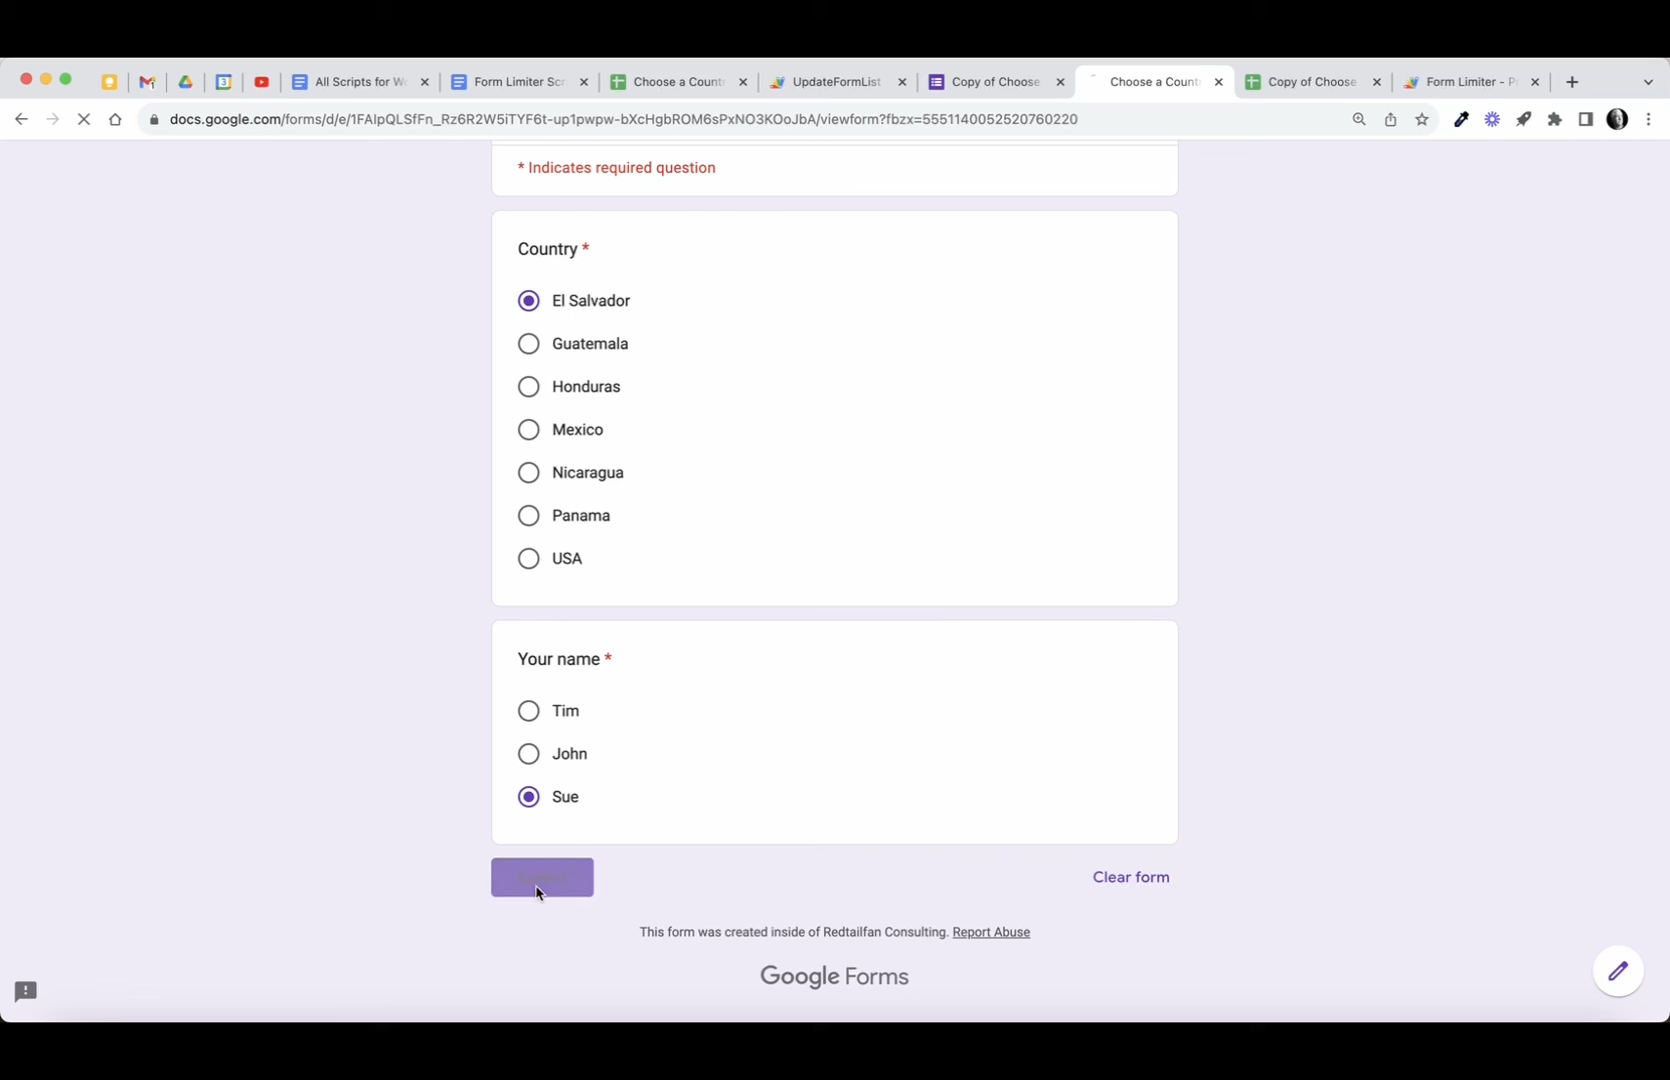 All Scripts for Wo
Form Limiter Scr
Choose a Countr
UpdateFormList
Copy of Choose
Choose a Count
Copy of Choose
Form Limiter - P
docs.google.com/forms/d/e/1FAIpQLSfFn_Rz6R2W5iTYF6t-up1pwpw-bXcHgbROM6sPxNO3KOoJbA/viewform?fbzx=5551140052520760220
* Indicates required question
Country *
El Salvador
Guatemala
Honduras
Mexico
Nicaragua
Panama
USA
Your name *
Tim
John
Sue
Clear form
This form was created inside of Redtailfan Consulting. Report Abuse
Google Forms